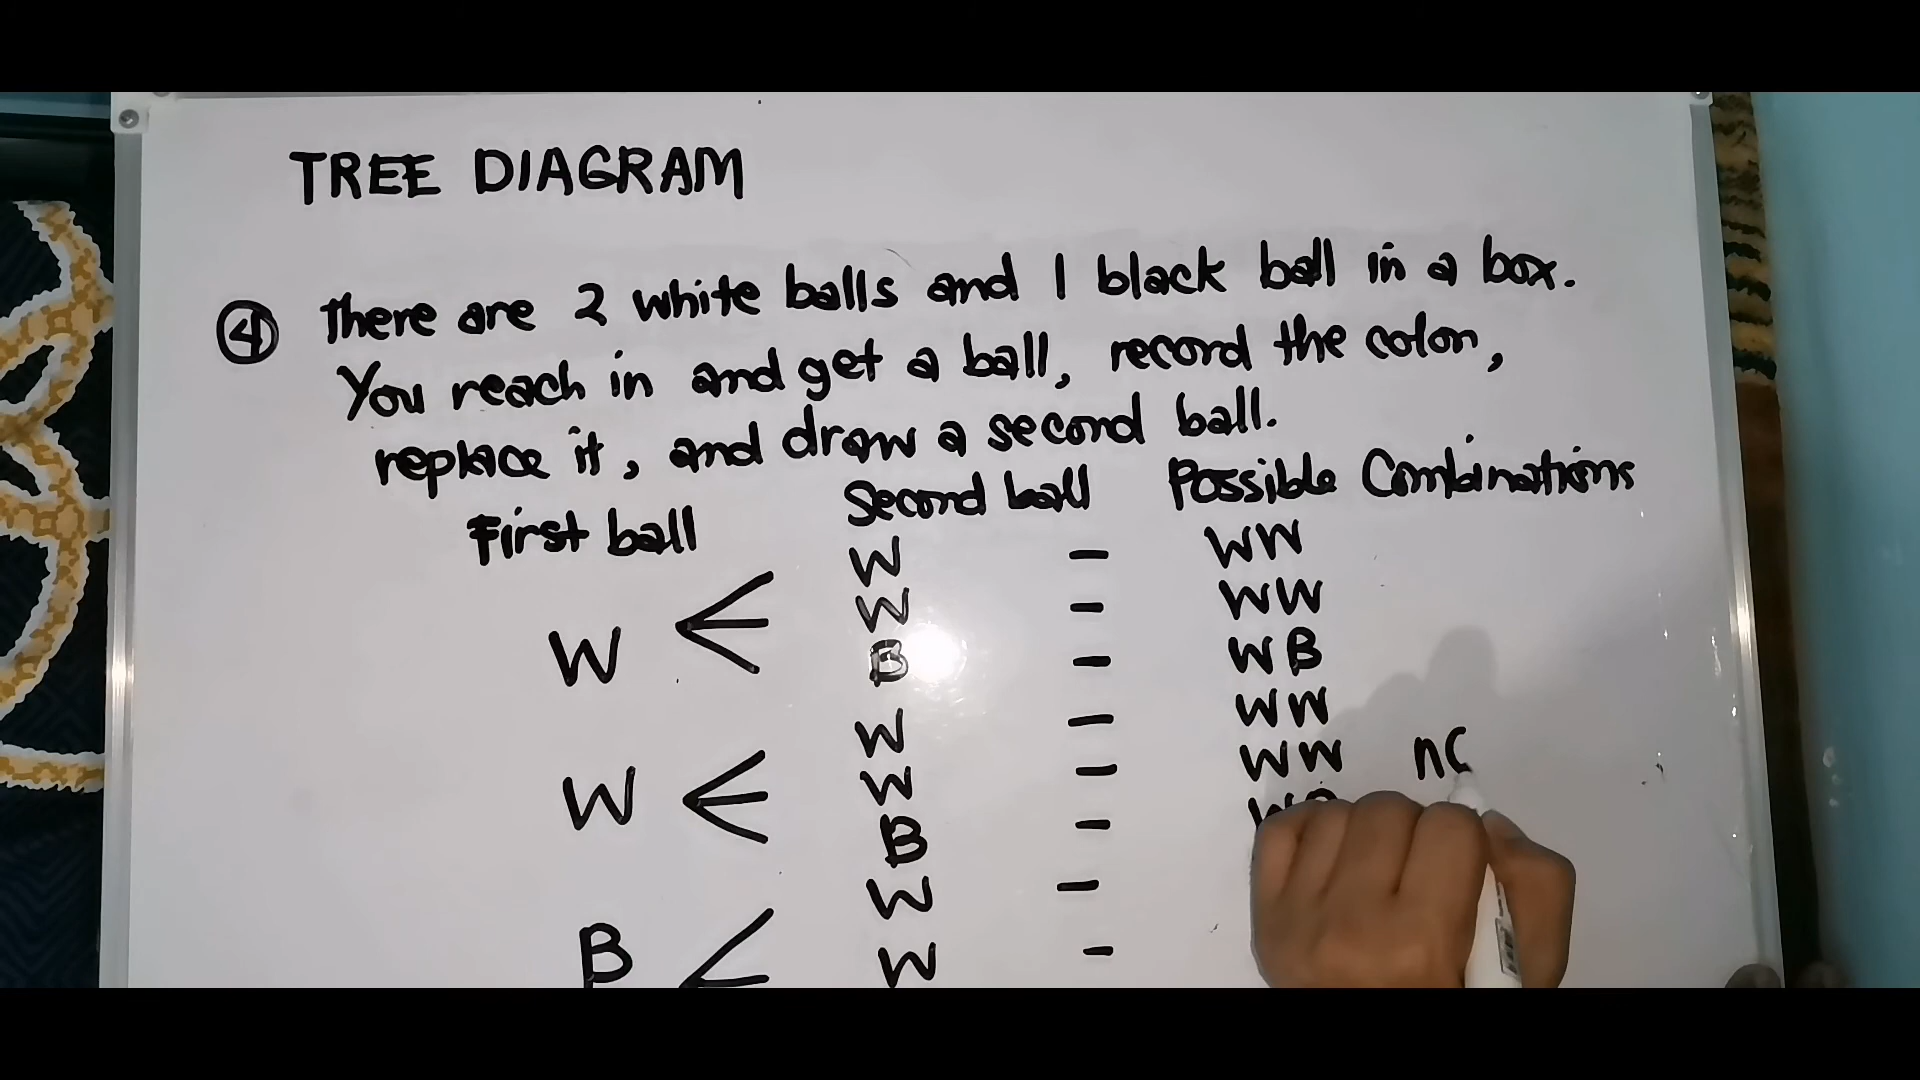 TREE DIAGRAM
④ There are 2 white balls and 1 black ball in a box.
You reach in and get a ball, record the color,
replace it, and draw a second ball.
First ball Second ball Possible Combinations
W - WW
W - WW
W B - WB
W - WW
W W - WW n(
B -
W -
B W -